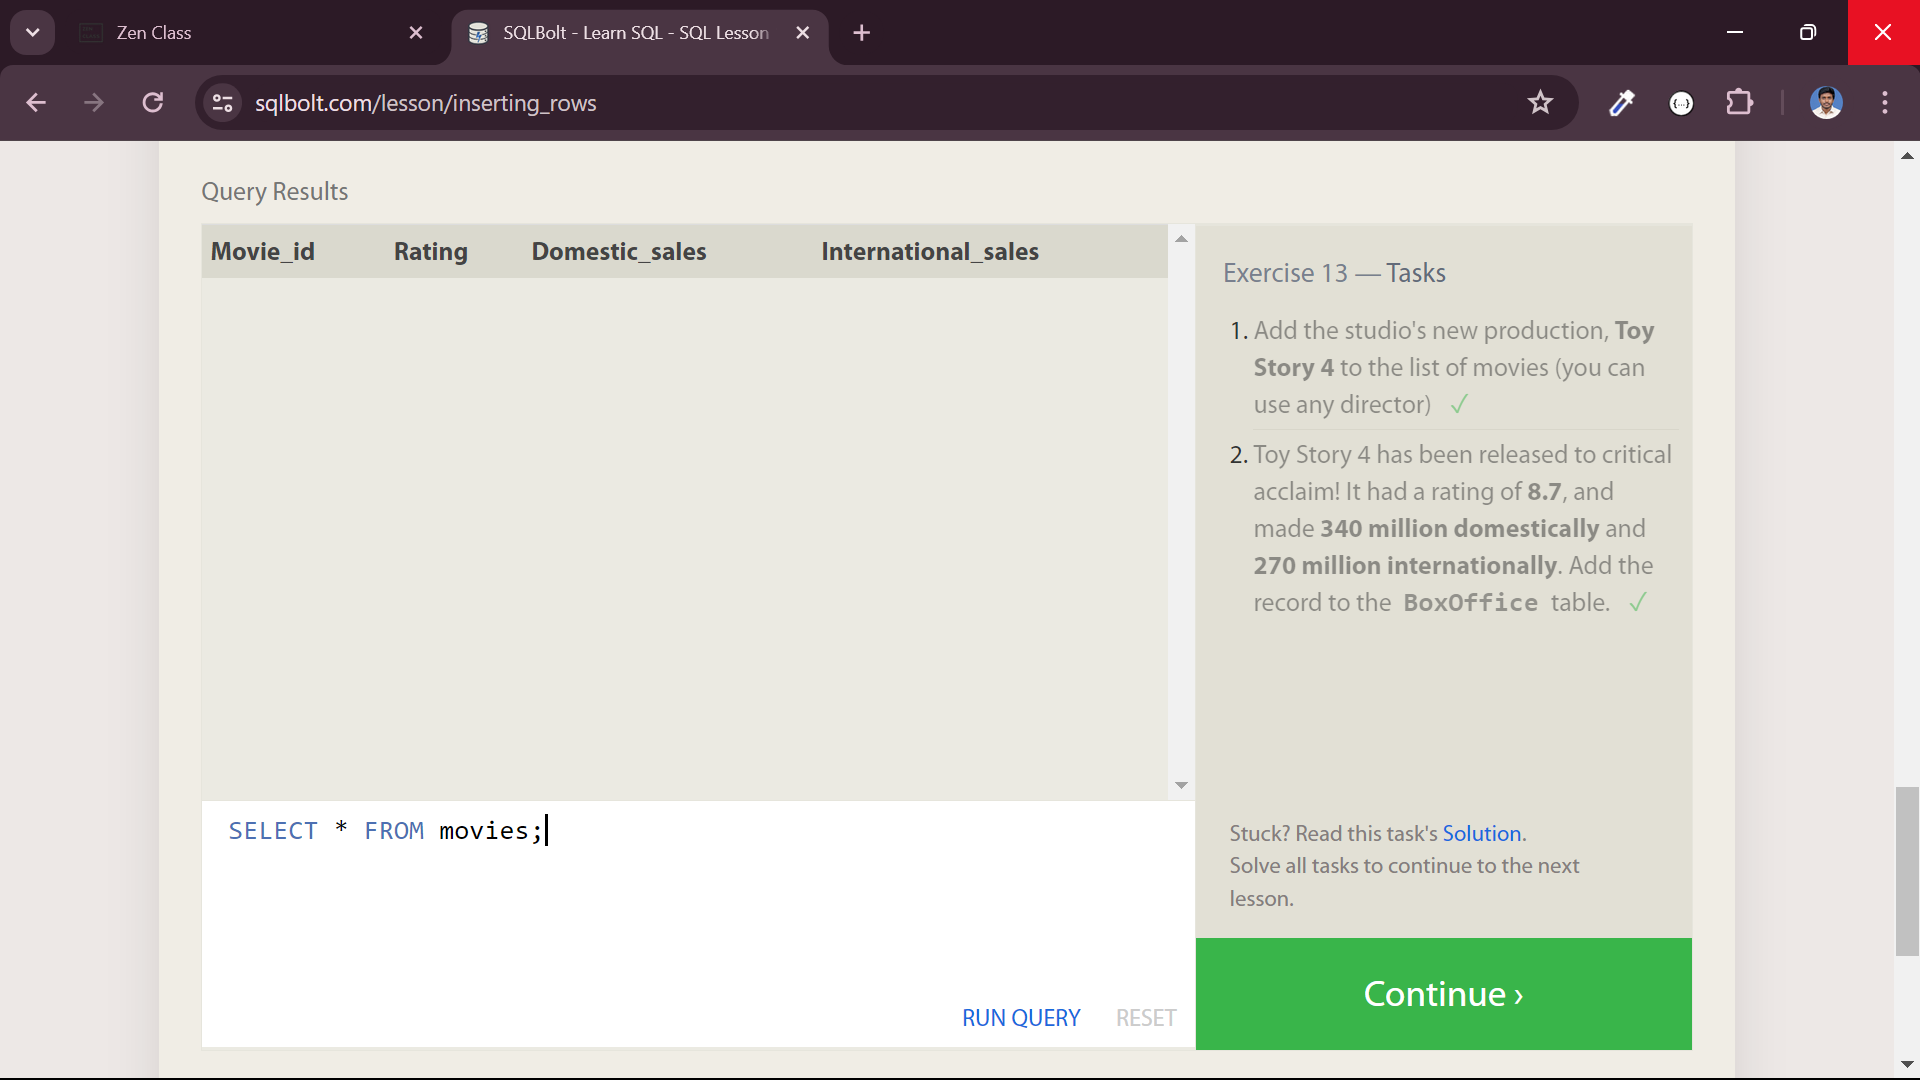 Zen Class
SQLBolt - Learn SQL - SQL Lesson
sqlbolt.com/lesson/inserting_rows
Query Results
Movie_id Rating Domestic_sales International_sales
Exercise 13 — Tasks
1. Add the studio's new production, Toy
Story 4 to the list of movies (you can
use any director) ✓
2. Toy Story 4 has been released to critical
acclaim! It had a rating of 8.7, and
made 340 million domestically and
270 million internationally. Add the
record to the BoxOffice table. ✓
SELECT * FROM movies;
RUN QUERY RESET
Stuck? Read this task's Solution.
Solve all tasks to continue to the next
lesson.
Continue ›